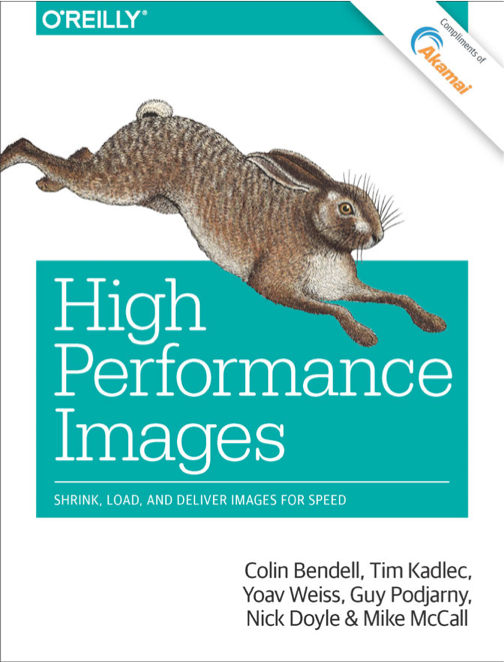 O'REILLY®
Compliments of
Akamai
High
Performance
Images
SHRINK, LOAD, AND DELIVER IMAGES FOR SPEED
Colin Bendell, Tim Kadlec,
Yoav Weiss, Guy Podjarny,
Nick Doyle & Mike McCall